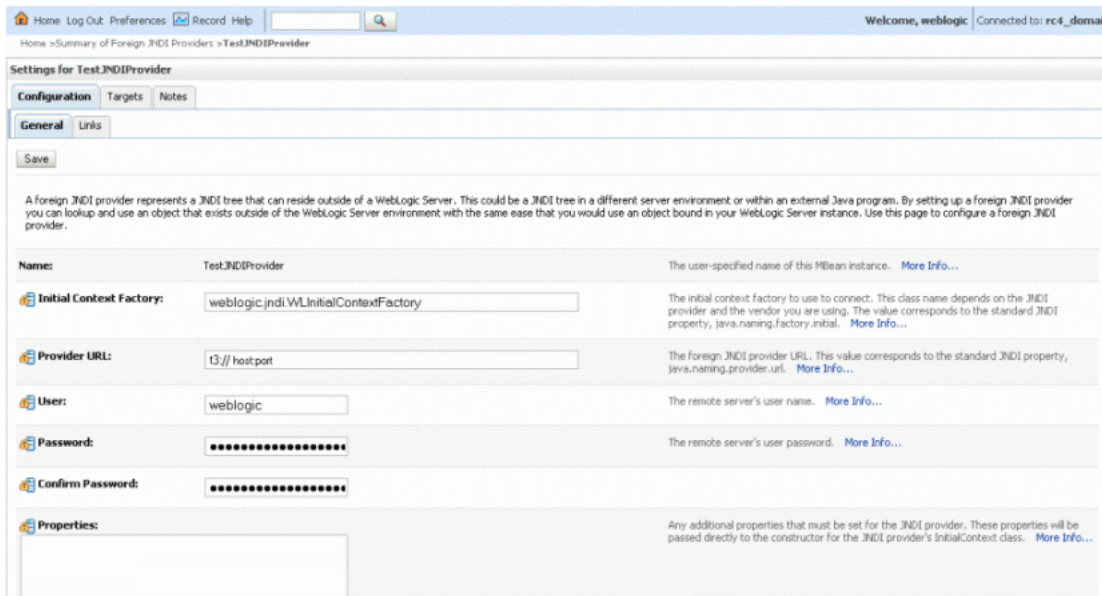 Home Log Out Preferences Record Help
Welcome, weblogic Connected to: rc4_domai
Home >Summary of Foreign JNDI Providers >TestJNDIProvider
Settings for TestJNDIProvider
Configuration Targets Notes
General Links
Save
A foreign JNDI provider represents a JNDI tree that can reside outside of a WebLogic Server. This could be a JNDI tree in a different server environment or within an external Java program. By setting up a foreign JNDI provider
you can lookup and use an object that exists outside of the WebLogic Server environment with the same ease that you would use an object bound in your WebLogic Server instance. Use this page to configure a foreign JNDI
provider.
Name: TestJNDIProvider The user-specified name of this MBean instance. More Info...
Initial Context Factory: weblogic.jndi.WLInitialContextFactory The initial context factory to use to connect. This class name depends on the JNDI
provider and the vendor you are using. The value corresponds to the standard JNDI
property, java.naming.factory.initial. More Info...
Provider URL: t3:// host:port The foreign JNDI provider URL. This value corresponds to the standard JNDI property,
java.naming.provider.url. More Info...
User: weblogic The remote server's user name. More Info...
Password: The remote server's user password. More Info...
Confirm Password:
Properties: Any additional properties that must be set for the JNDI provider. These properties will be
passed directly to the constructor for the JNDI provider's InitialContext class. More Info...